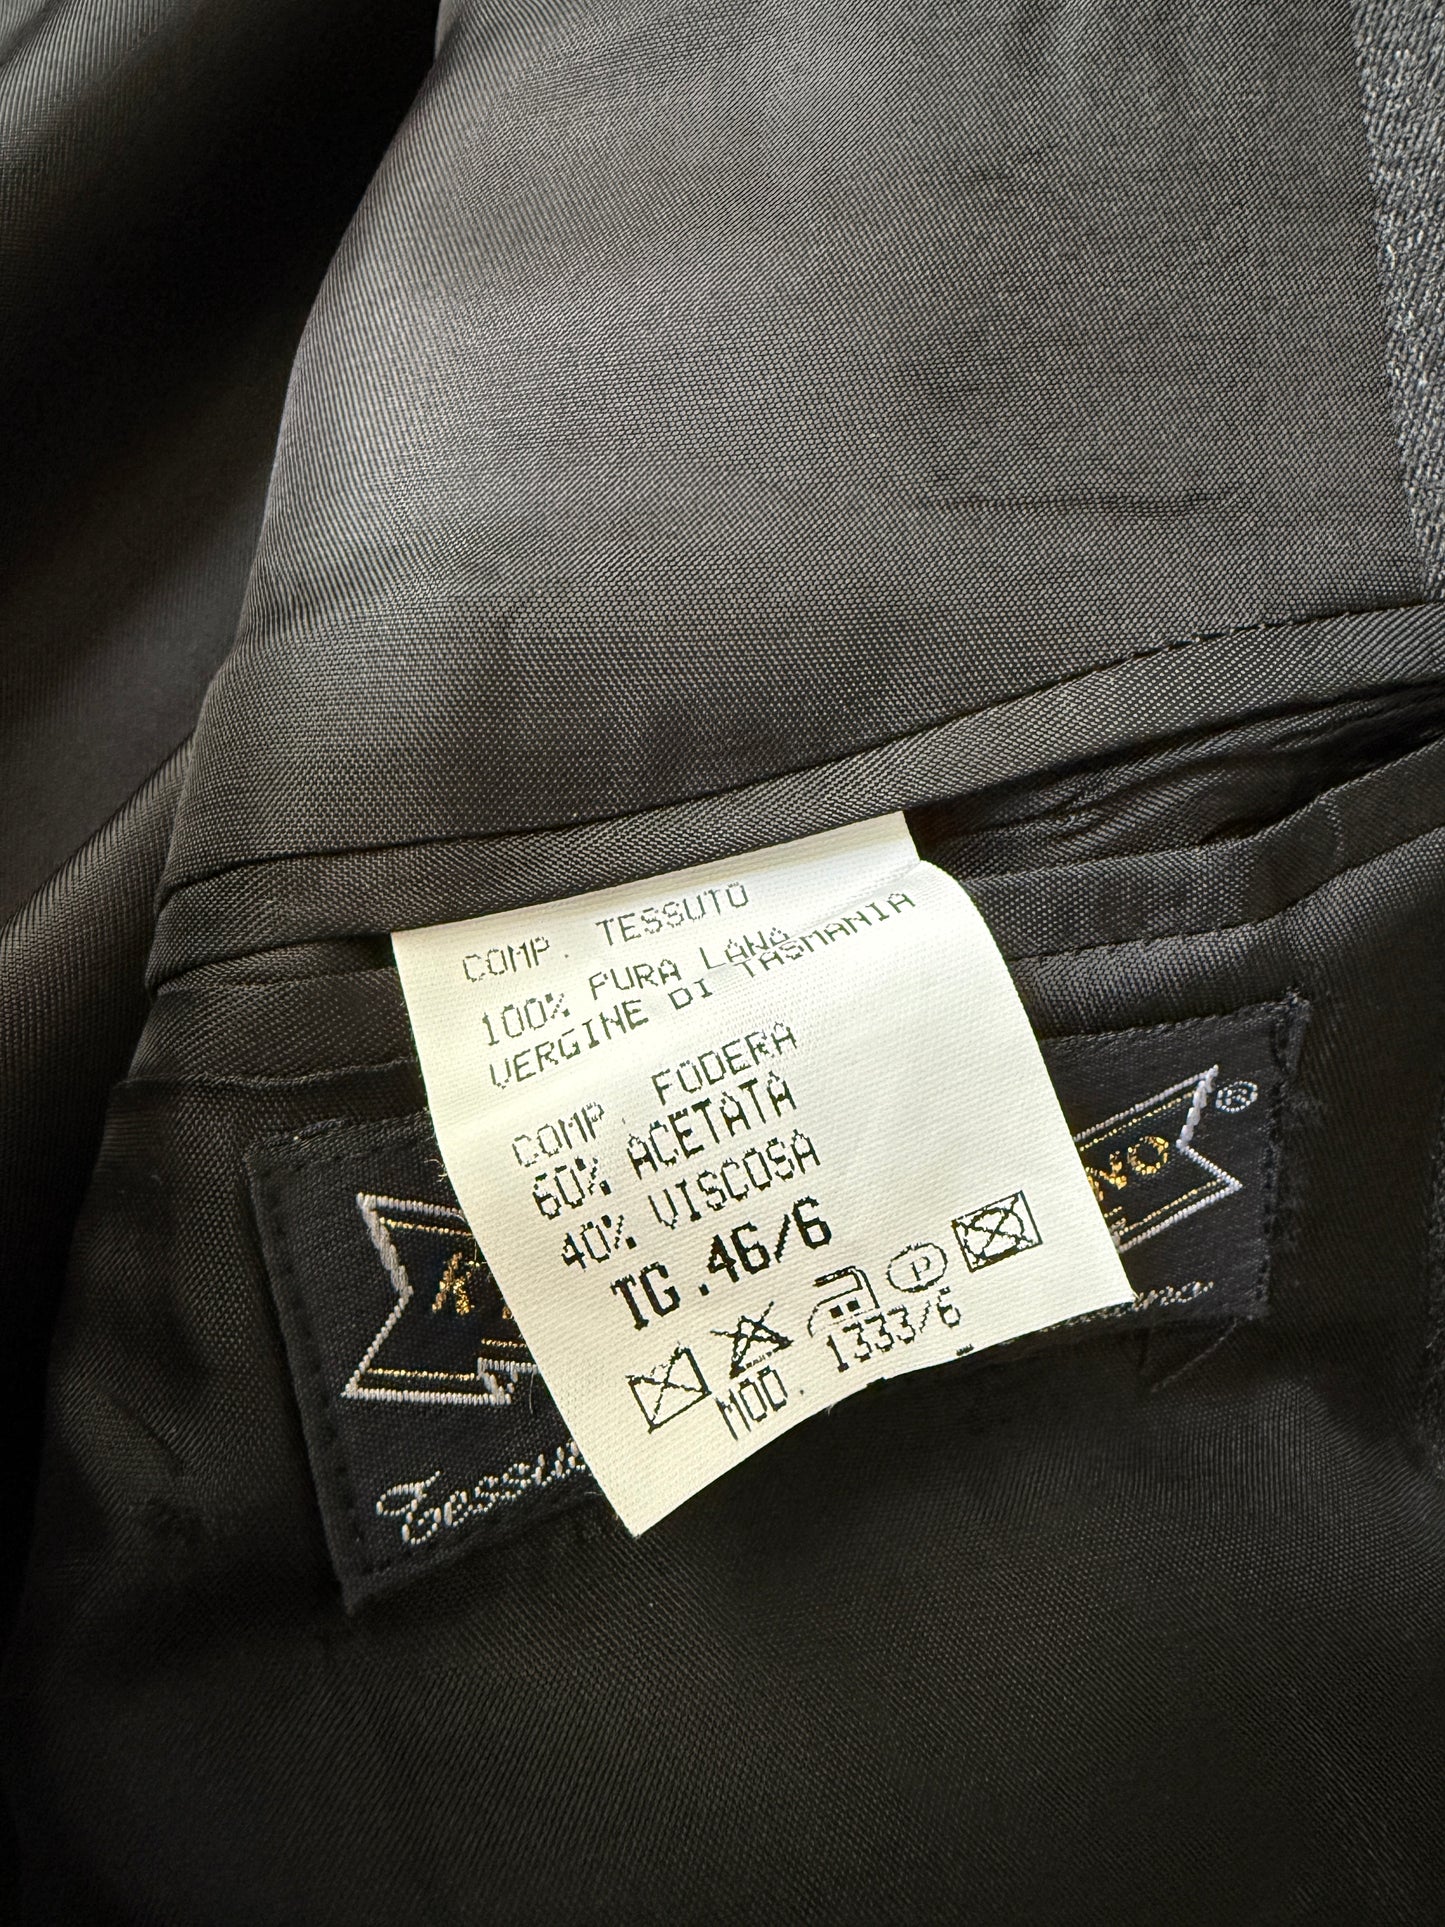 COMP. TESSUTO
100% PURA LANA
VERGINE DI TASMANIA
COMP. FODERA
60% ACETATA
40% VISCOSA
TG.46/6
P
MOD. 1333/6
®